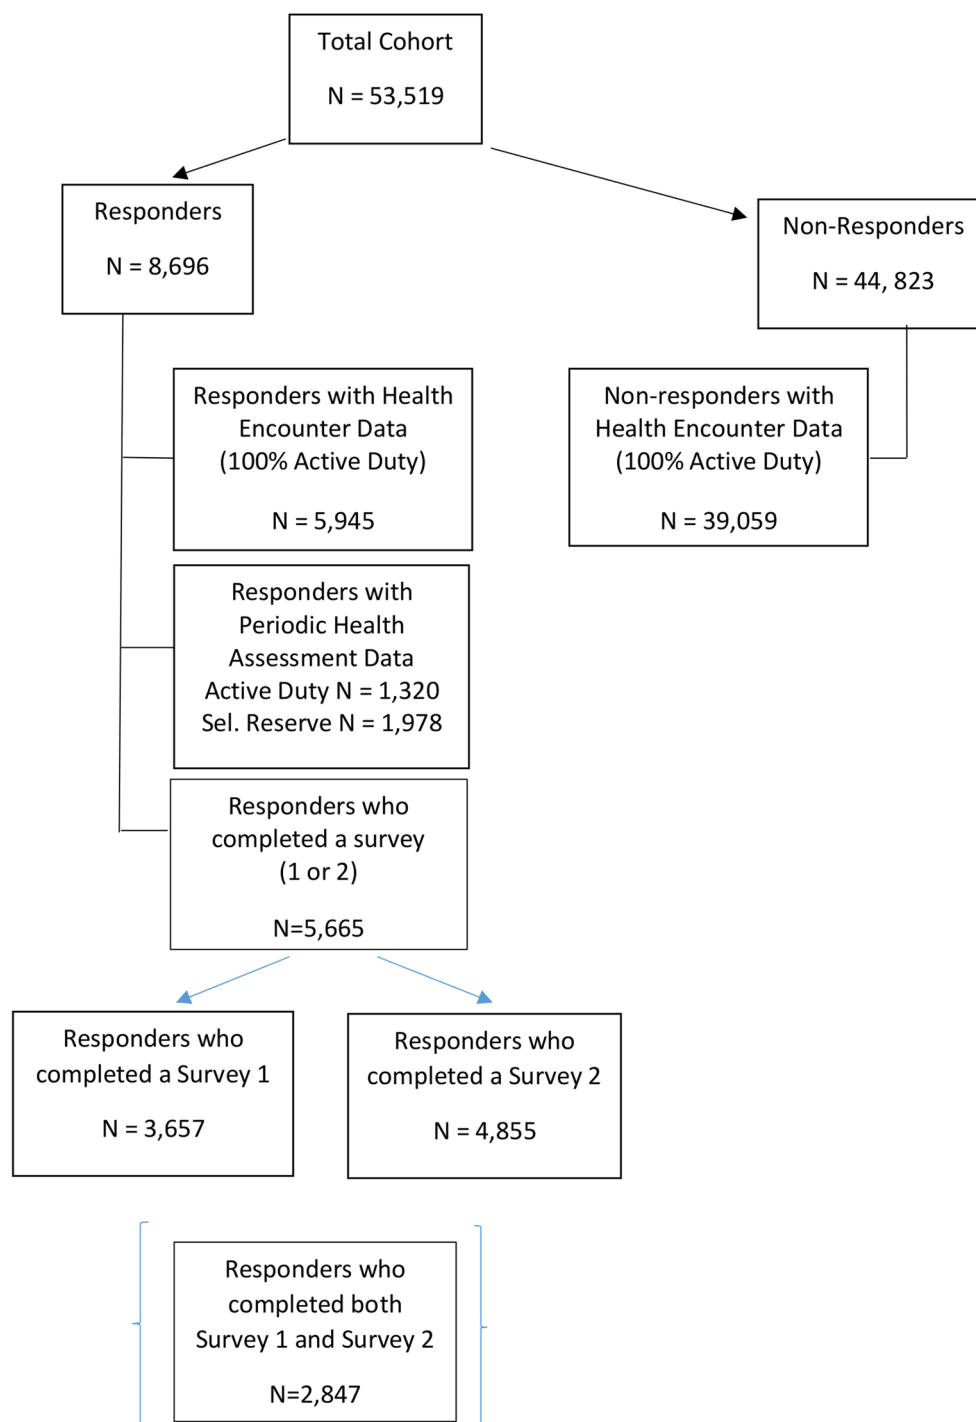 Total Cohort
N = 53,519
Responders
N = 8,696
Non-Responders
N = 44, 823
Responders with Health
Encounter Data
(100% Active Duty)
N = 5,945
Non-responders with
Health Encounter Data
(100% Active Duty)
N = 39,059
Responders with
Periodic Health
Assessment Data
Active Duty N = 1,320
Sel. Reserve N = 1,978
Responders who
completed a survey
(1 or 2)
N=5,665
Responders who
completed a Survey 1
N = 3,657
Responders who
completed a Survey 2
N = 4,855
Responders who
completed both
Survey 1 and Survey 2
N=2,847